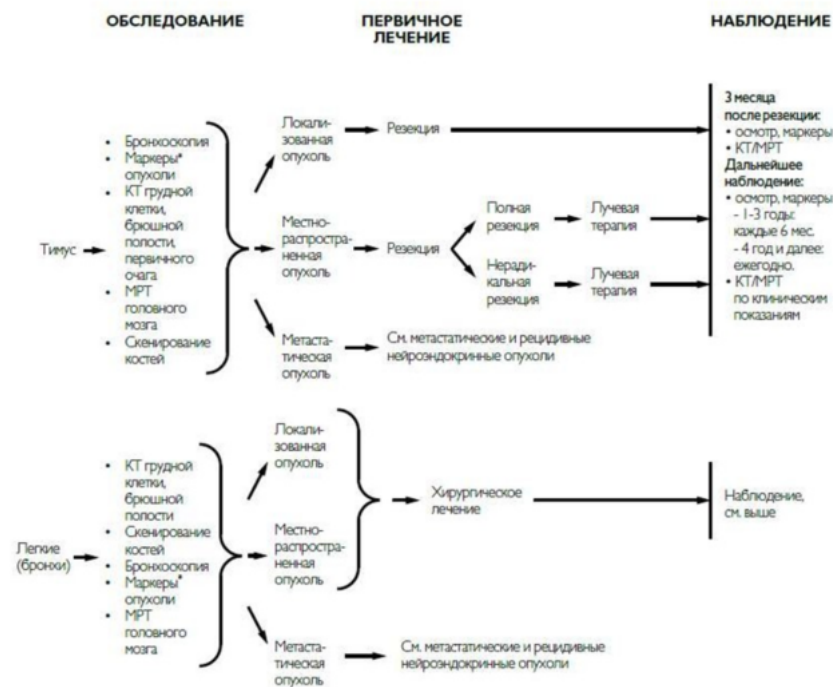 ОБСЛЕДОВАНИЕ
ПЕРВИЧНОЕ
ЛЕЧЕНИЕ
НАБЛЮДЕНИЕ
Тимус
• Бронхоскопия
• Маркеры*
опухоли
• КТ грудной
клетки,
брюшной
полости,
первичного
очага
• МРТ
головного
мозга
• Скенирование
костей
Локали-
зованная
опухоль
Резекция
Местно-
распростра-
ненная
опухоль
Резекция
Полная
резекция
Лучевая
терапия
Неради-
кальная
резекция
Лучевая
терапия
Метаста-
тическая
опухоль
См. метастатические и рецидивные
нейроэндокринные опухоли
3 месяца
после резекции:
• осмотр, маркеры
• КТ/МРТ
Дальнейшее
наблюдение:
• осмотр, маркеры
- 1-3 годы:
каждые 6 мес.
- 4 год и далее:
ежегодно.
• КТ/МРТ
по клиническим
показаниям
Легкие
(бронхи)
• КТ грудной
клетки,
брюшной
полости
• Скенирование
костей
• Бронхоскопия
• Маркеры*
опухоли
• МРТ
головного
мозга
Локали-
зованная
опухоль
Местно-
распростра-
ненная
опухоль
Хирургическое
лечение
Наблюдение,
см. выше
Метаста-
тическая
опухоль
См. метастатические и рецидивные
нейроэндокринные опухоли